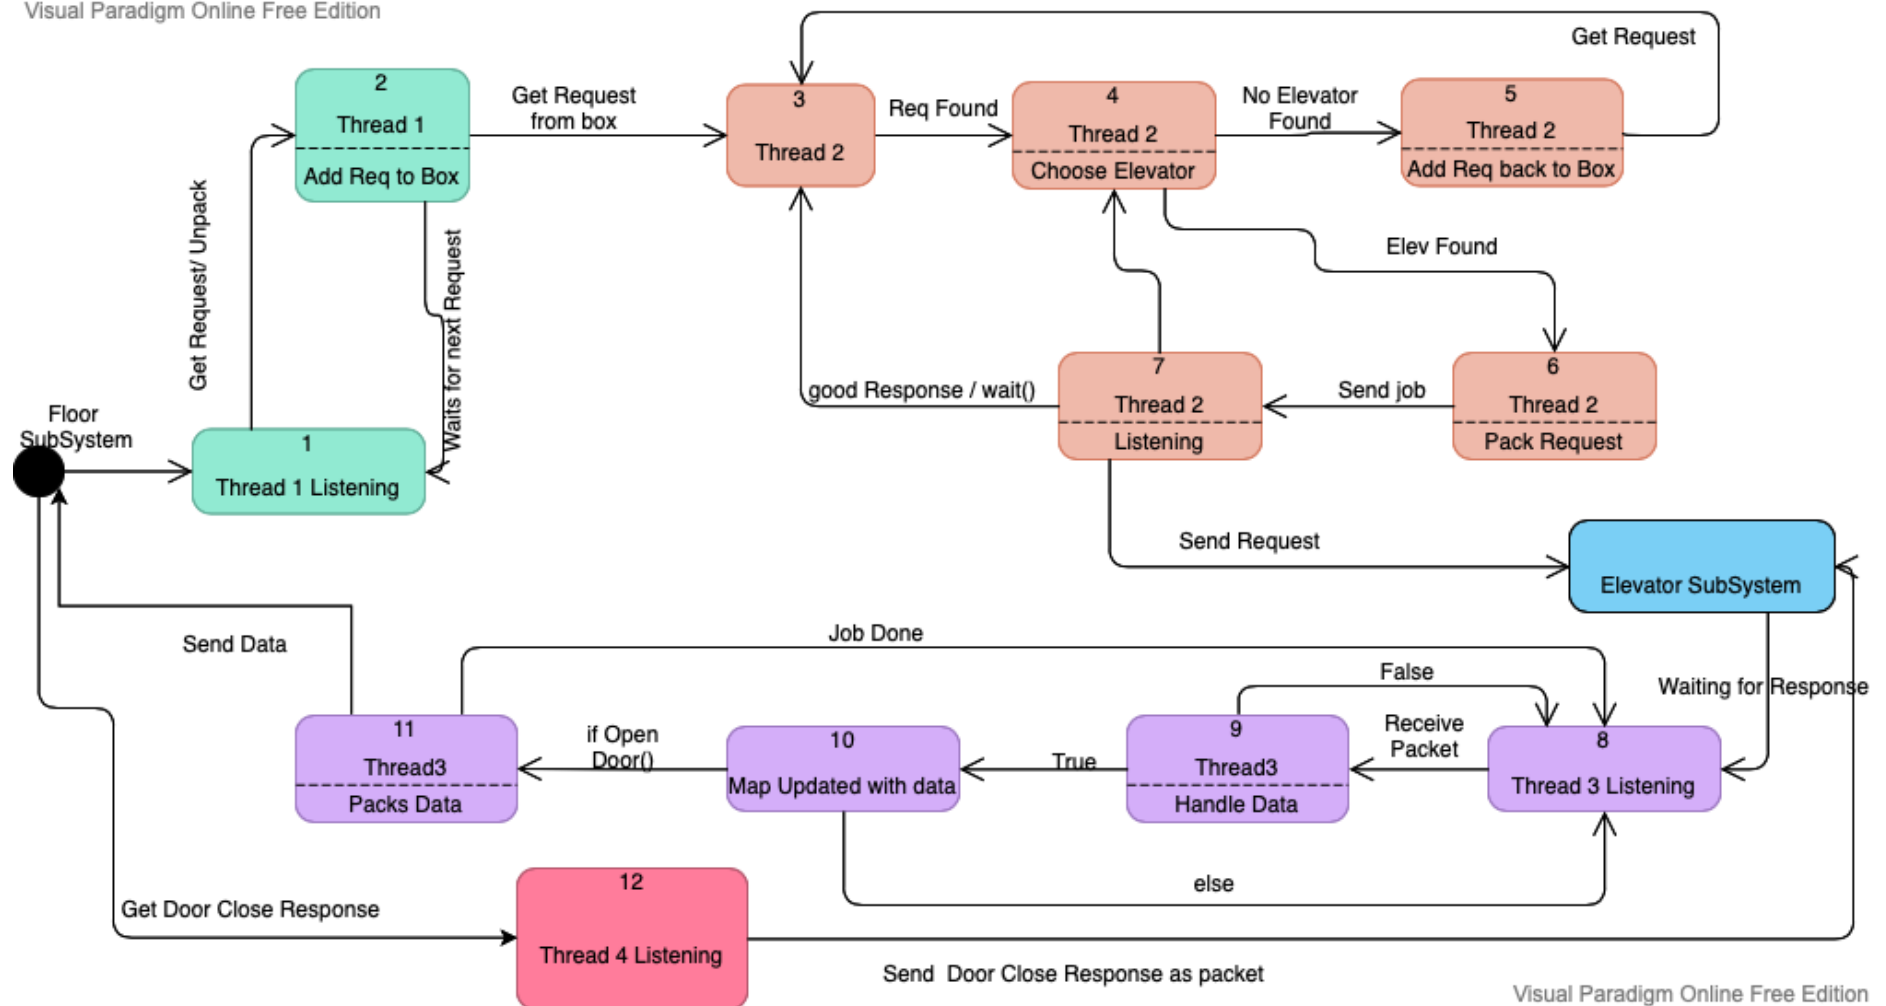 Visual Paradigm Online Free Edition
Get Request
2
Thread 1
Add Req to Box
Get Request
from box
3
Thread 2
Req Found
4
Thread 2
Choose Elevator
No Elevator
Found
5
Thread 2
Add Req back to Box
Get Request/ Unpack
Waits for next Request
Elev Found
good Response / wait()
7
Thread 2
Listening
Send job
6
Thread 2
Pack Request
Floor
SubSystem
1
Thread 1 Listening
Send Request
Elevator SubSystem
Send Data
Job Done
False
Waiting for Response
11
Thread3
Packs Data
if Open
Door()
10
Map Updated with data
True
9
Thread3
Handle Data
Receive
Packet
8
Thread 3 Listening
else
Get Door Close Response
12
Thread 4 Listening
Send  Door Close Response as packet
Visual Paradigm Online Free Edition